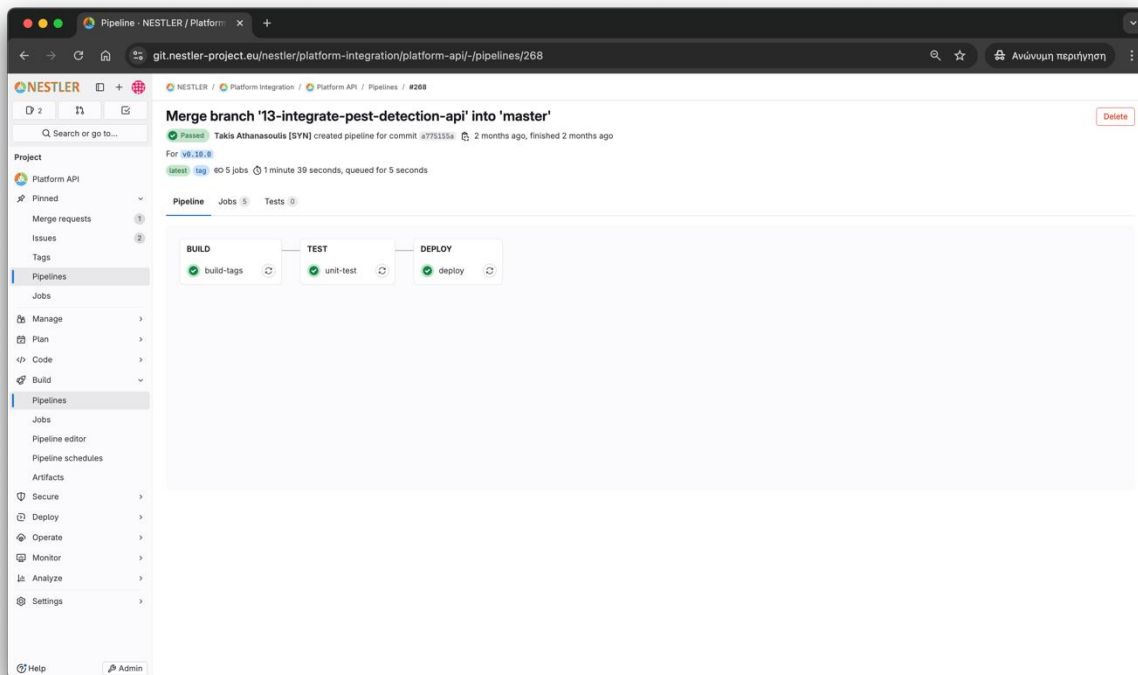 Pipeline · NESTLER / Platform
git.nestler-project.eu/nestler/platform-integration/platform-api/-/pipelines/268
Ανώνυμη περιήγηση
NESTLER
2
Search or go to...
Project
Platform API
Pinned
Merge requests 1
Issues 2
Tags
Pipelines
Jobs
Manage
Plan
Code
Build
Pipelines
Jobs
Pipeline editor
Pipeline schedules
Artifacts
Secure
Deploy
Operate
Monitor
Analyze
Settings
Help
Admin
NESTLER / Platform Integration / Platform API / Pipelines / #268
Merge branch '13-integrate-pest-detection-api' into 'master'
Delete
Passed Takis Athanasoulis [SYN] created pipeline for commit a775155a 2 months ago, finished 2 months ago
For v0.10.0
latest tag 5 jobs 1 minute 39 seconds, queued for 5 seconds
Pipeline Jobs 5 Tests 0
BUILD
build-tags
TEST
unit-test
DEPLOY
deploy